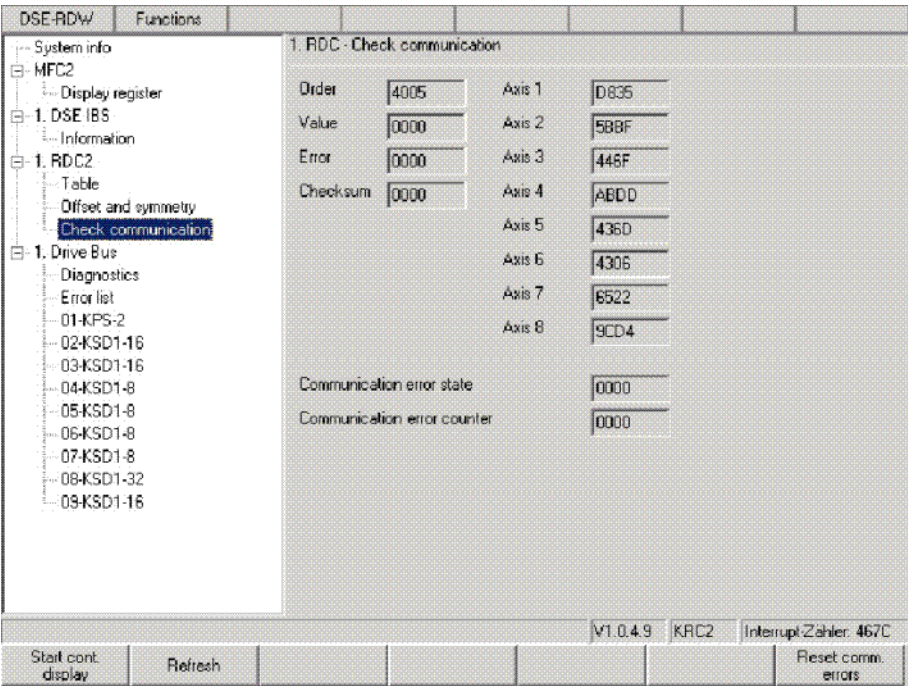 DSE-RDW Functions
System info
MFC2
Display register
1. DSE IBS
Information
1. RDC2
Table
Offset and symmetry
Check communication
1. Drive Bus
Diagnostics
Error list
01-KPS-2
02-KSD1-16
03-KSD1-16
04-KSD1-8
05-KSD1-8
06-KSD1-8
07-KSD1-8
08-KSD1-32
09-KSD1-16
1. RDC - Check communication
Order 4005 Axis 1 D835
Value 0000 Axis 2 5BBF
Error 0000 Axis 3 446F
Checksum 0000 Axis 4 ABDD
Axis 5 436D
Axis 6 4306
Axis 7 6522
Axis 8 9CD4
Communication error state 0000
Communication error counter 0000
V1.0.4.9 KRC2 Interrupt-Zähler: 467C
Start cont. display
Refresh
Reset comm. errors